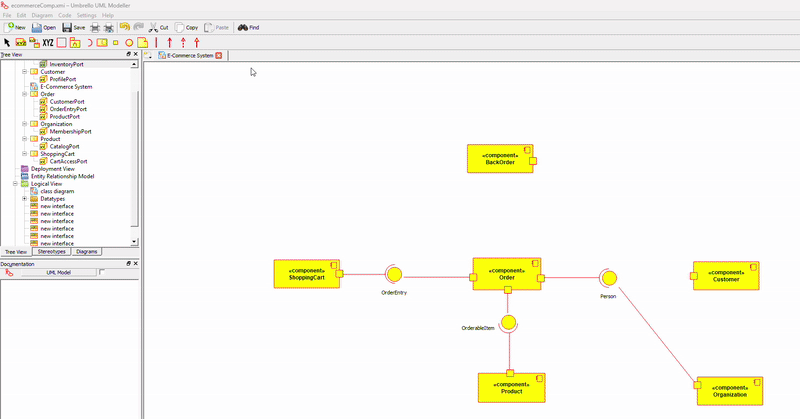 ecommerceComp.xmi – Umbrello UML Modeller
File Edit Diagram Code Settings Help
New Open Save Cut Copy Paste Find
XYZ
Tree View
E-Commerce System
InventoryPort
Customer
ProfilePort
E-Commerce System
Order
CustomerPort
OrderEntryPort
ProductPort
Organization
MembershipPort
Product
CatalogPort
ShoppingCart
CartAccessPort
Deployment View
Entity Relationship Model
Logical View
class diagram
Datatypes
new interface
new interface
new interface
new interface
new interface
new interface
Tree View Stereotypes Diagrams
Documentation
UML Model
«component»
BackOrder
«component»
ShoppingCart
OrderEntry
«component»
Order
Person
«component»
Customer
OrderableItem
«component»
Product
«component»
Organization